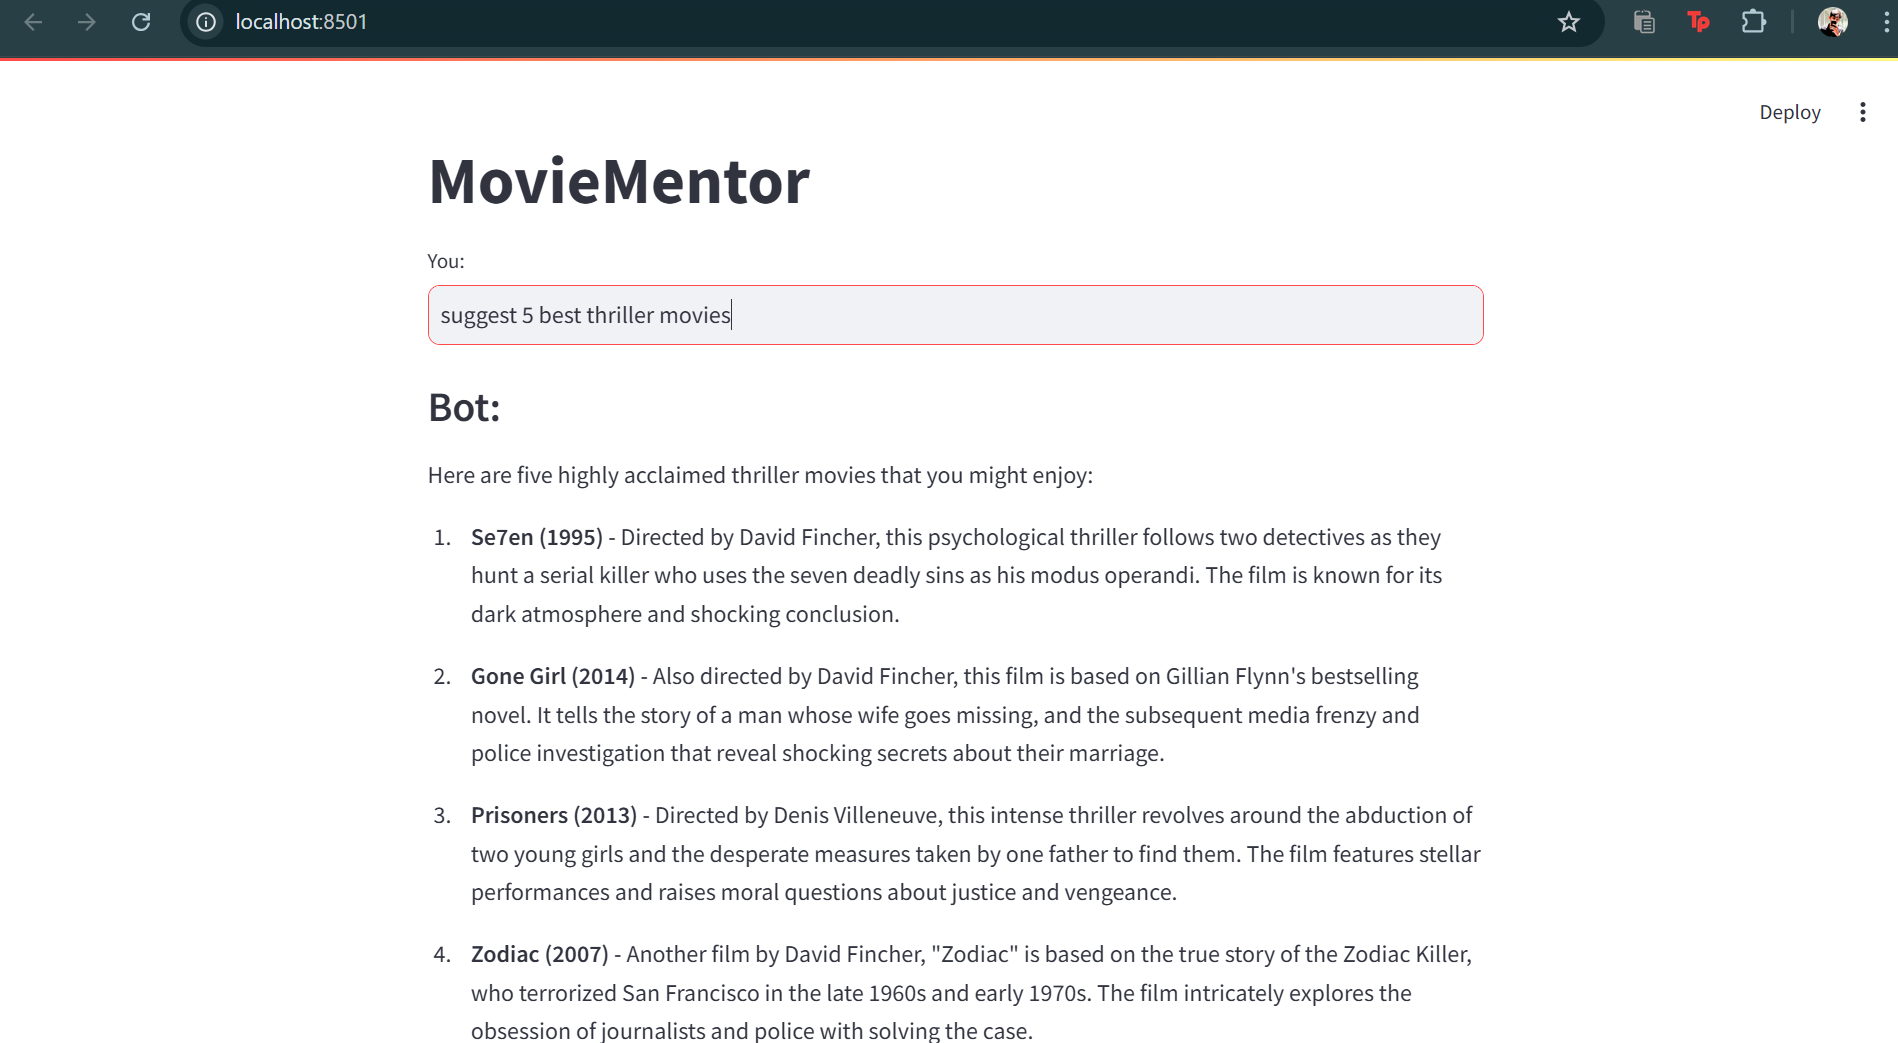 localhost:8501
Tp
Deploy
MovieMentor
You:
suggest 5 best thriller movies
Bot:
Here are five highly acclaimed thriller movies that you might enjoy:
1. Se7en (1995) - Directed by David Fincher, this psychological thriller follows two detectives as they
hunt a serial killer who uses the seven deadly sins as his modus operandi. The film is known for its
dark atmosphere and shocking conclusion.
2. Gone Girl (2014) - Also directed by David Fincher, this film is based on Gillian Flynn's bestselling
novel. It tells the story of a man whose wife goes missing, and the subsequent media frenzy and
police investigation that reveal shocking secrets about their marriage.
3. Prisoners (2013) - Directed by Denis Villeneuve, this intense thriller revolves around the abduction of
two young girls and the desperate measures taken by one father to find them. The film features stellar
performances and raises moral questions about justice and vengeance.
4. Zodiac (2007) - Another film by David Fincher, "Zodiac" is based on the true story of the Zodiac Killer,
who terrorized San Francisco in the late 1960s and early 1970s. The film intricately explores the
obsession of journalists and police with solving the case.